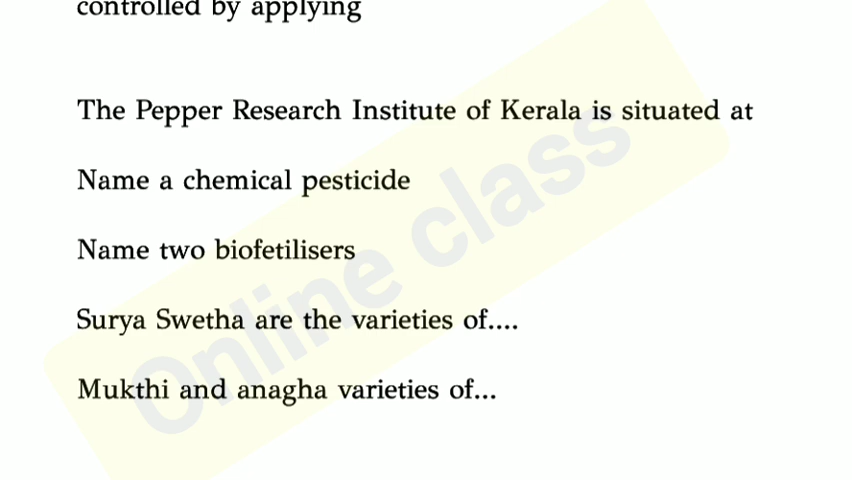 controlled by applying
The Pepper Research Institute of Kerala is situated at
Name a chemical pesticide
Name two biofetilisers
Surya Swetha are the varieties of....
Mukthi and anagha varieties of...
Online class